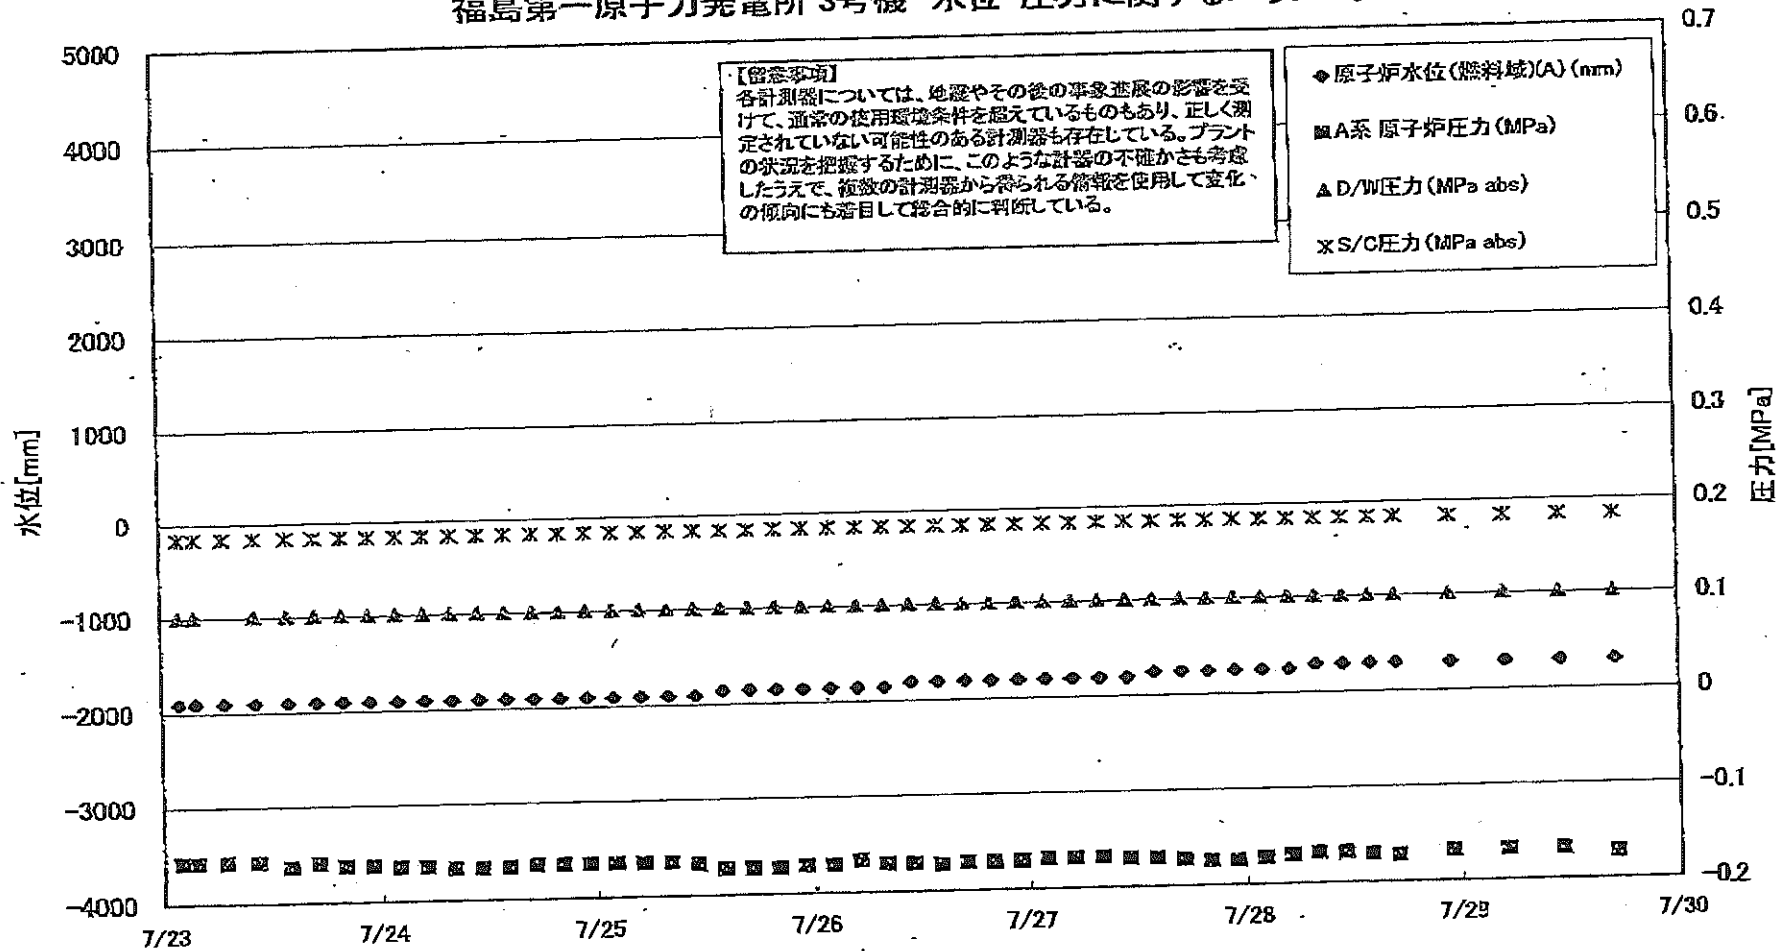 福島第一原子力発電所 3号機 水位・圧力に関する
【留意事項】
各計測器については、地震やその後の事象進展の影響を受
けて、通常の使用環境条件を超えているものもあり、正しく測
定されていない可能性のある計測器も存在している。プラント
の状況を把握するために、このような計器の不確かさも考慮
したうえで、複数の計測器から得られる情報を使用して変化
の傾向にも着目して総合的に判断している。
原子炉水位(燃料域)(A)(mm)
A系 原子炉圧力(MPa)
D/W圧力(MPa abs)
S/C圧力(MPa abs)
水位[mm]
5000
4000
3000
2000
1000
0
-1000
-2000
-3000
-4000
0.7
0.6
0.5
0.4
0.3
0.2
0.1
0
-0.1
-0.2
圧力[MPa]
7/23
7/24
7/25
7/26
7/27
7/28
7/29
7/30